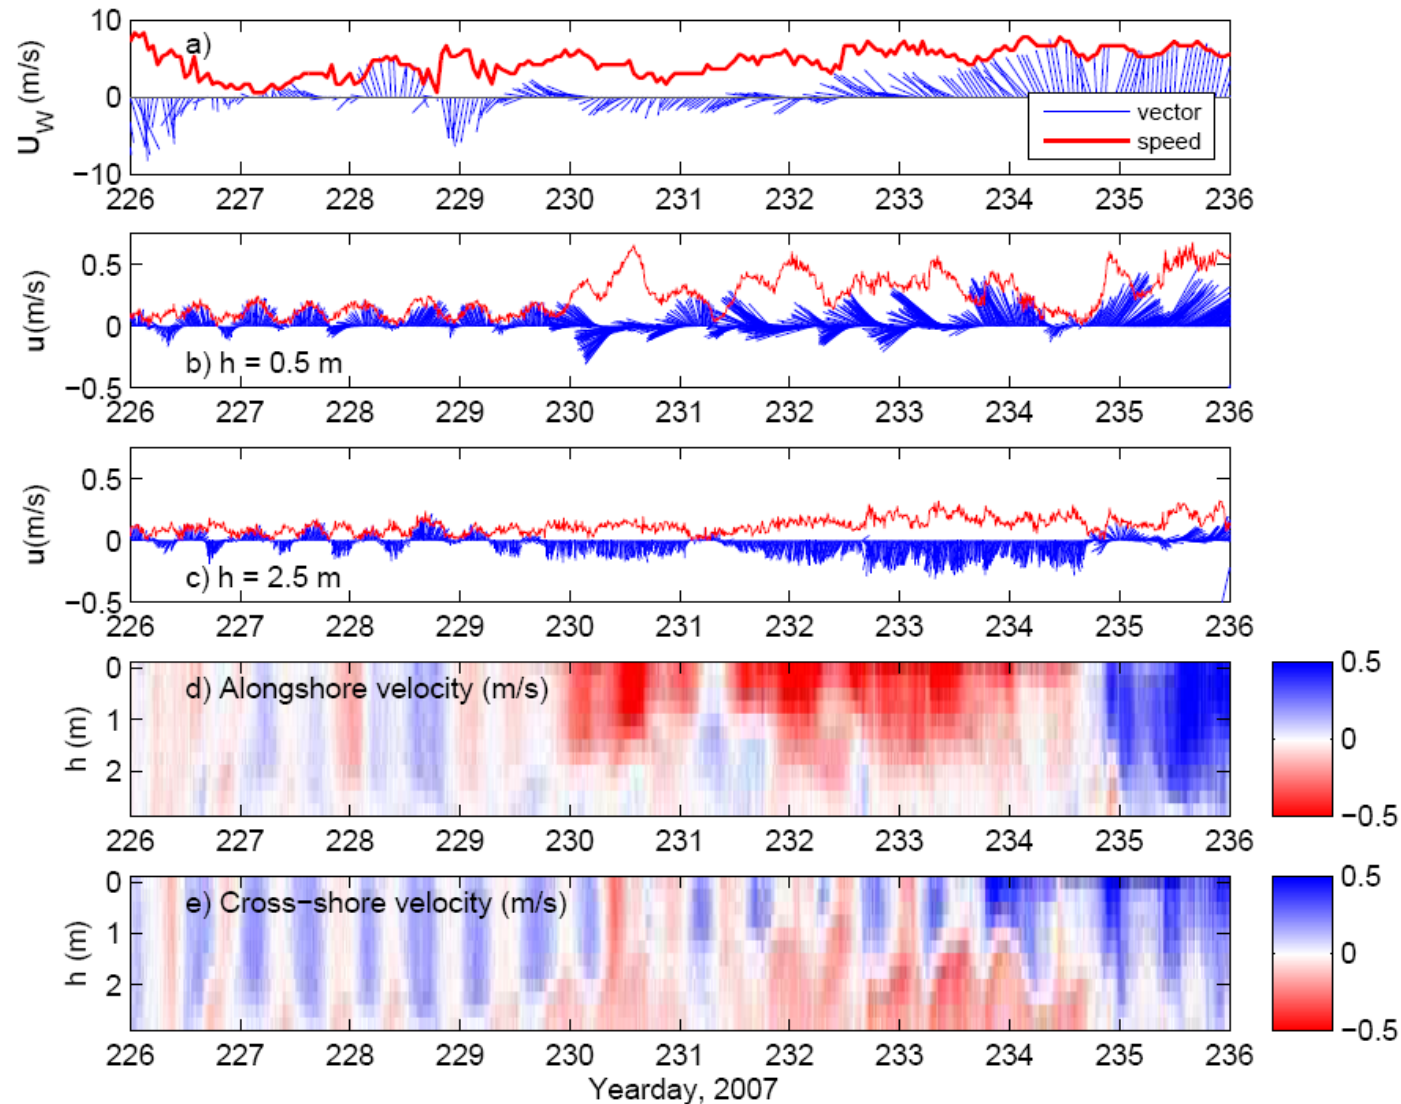 10
0
−10
U_W (m/s)
a)
vector
speed
226 227 228 229 230 231 232 233 234 235 236
0.5
0
−0.5
u(m/s)
b) h = 0.5 m
226 227 228 229 230 231 232 233 234 235 236
0.5
0
−0.5
u(m/s)
c) h = 2.5 m
226 227 228 229 230 231 232 233 234 235 236
0
1
2
h (m)
d) Alongshore velocity (m/s)
0.5
0
−0.5
226 227 228 229 230 231 232 233 234 235 236
0
1
2
h (m)
e) Cross−shore velocity (m/s)
0.5
0
−0.5
226 227 228 229 230 231 232 233 234 235 236
Yearday, 2007